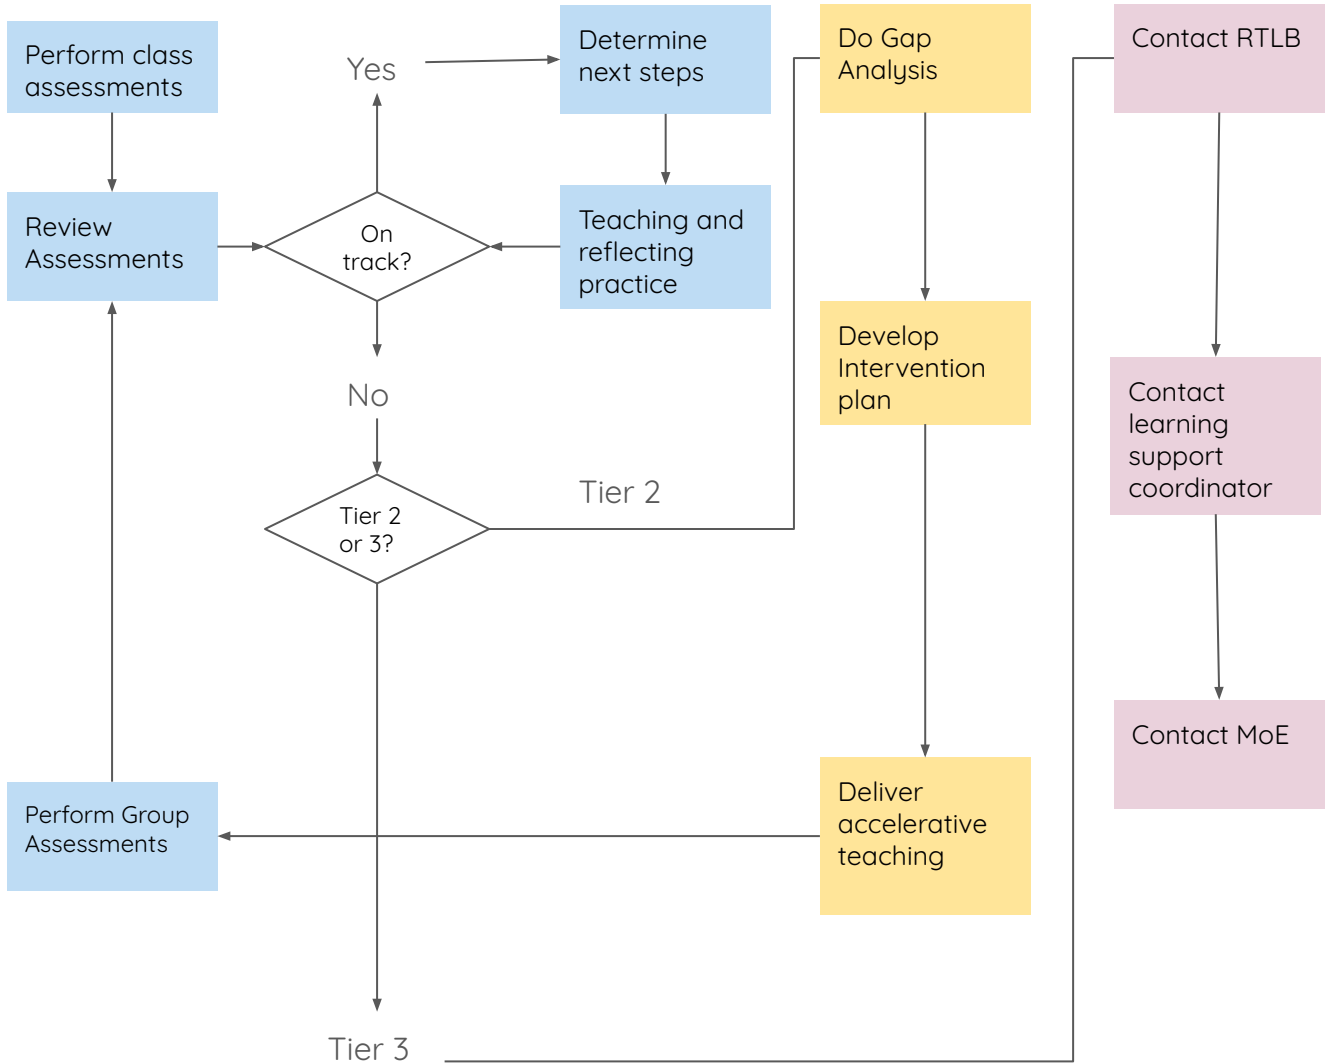 Perform class
assessments
Yes
Determine
next steps
Do Gap
Analysis
Contact RTLB
Review
Assessments
On
track?
Teaching and
reflecting
practice
Develop
Intervention
plan
No
Contact
learning
support
coordinator
Tier 2
or 3?
Tier 2
Contact MoE
Perform Group
Assessments
Deliver
accelerative
teaching
Tier 3